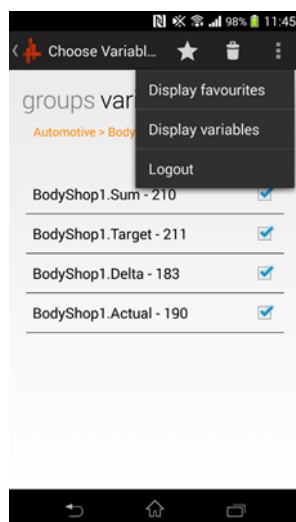 98% 11:45
Choose Variabl...
Display favourites
groups var
Display variables
Automotive > Body
Logout
BodyShop1.Sum - 210
BodyShop1.Target - 211
BodyShop1.Delta - 183
BodyShop1.Actual - 190